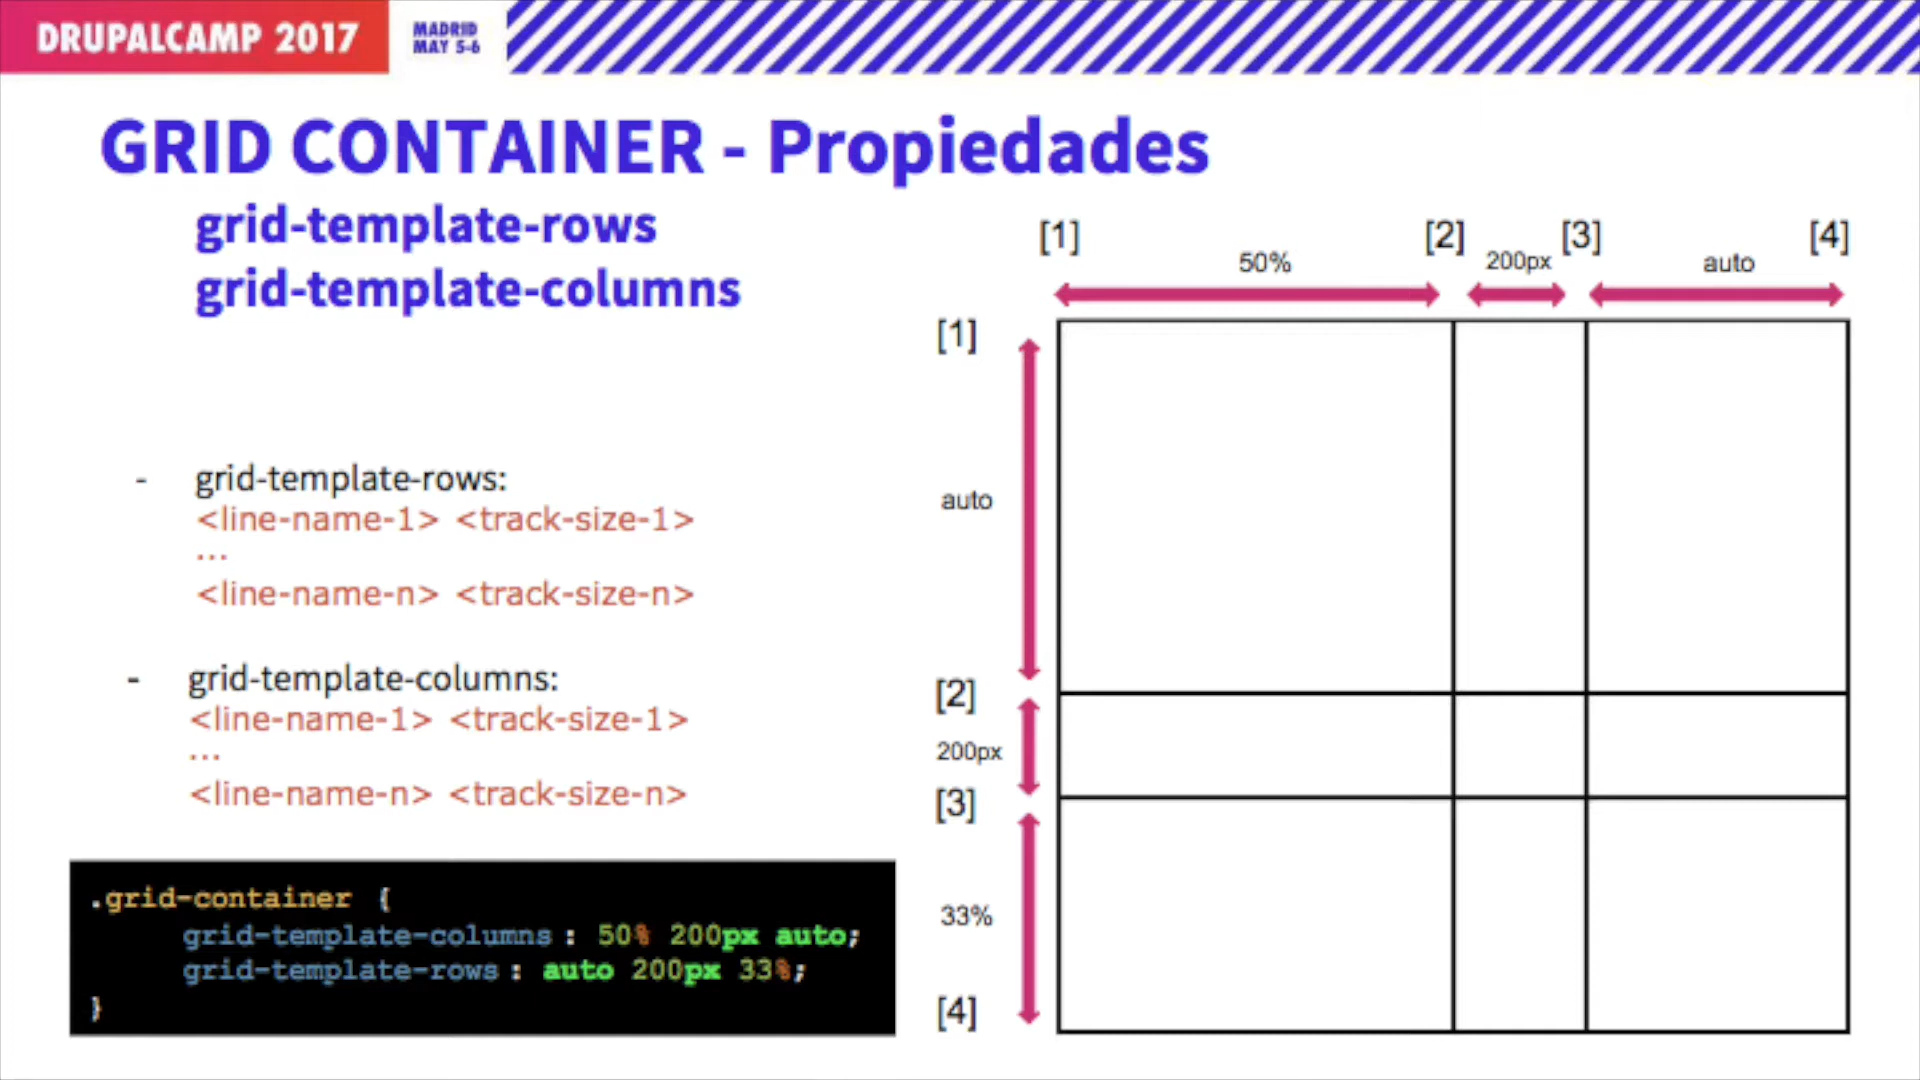 DRUPALCAMP 2017
MADRID
MAY 5-6
GRID CONTAINER - Propiedades
grid-template-rows
grid-template-columns
- grid-template-rows:
<line-name-1> <track-size-1>
...
<line-name-n> <track-size-n>
- grid-template-columns:
<line-name-1> <track-size-1>
...
<line-name-n> <track-size-n>
.grid-container {
grid-template-columns : 50% 200px auto;
grid-template-rows : auto 200px 33%;
}
[1] [2] [3] [4]
50% 200px auto
[1]
auto
[2]
200px
[3]
33%
[4]